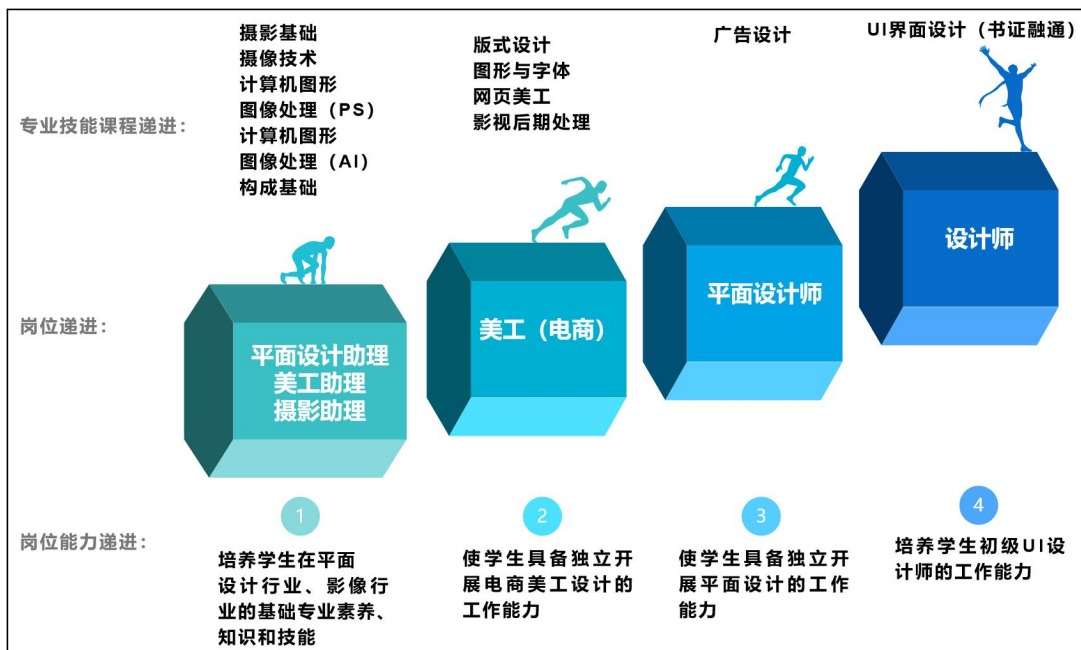 专业技能课程递进：
摄影基础
摄像技术
计算机图形
图像处理（PS）
计算机图形
图像处理（AI）
构成基础
版式设计
图形与字体
网页美工
影视后期处理
广告设计
UI界面设计（书证融通）
岗位递进：
平面设计助理
美工助理
摄影助理
美工（电商）
平面设计师
设计师
岗位能力递进：
1
培养学生在平面
设计行业、影像行
业的基础专业素养、
知识和技能
2
使学生具备独立开
展电商美工设计的
工作能力
3
使学生具备独立开
展平面设计的工作
能力
4
培养学生初级UI设
计师的工作能力